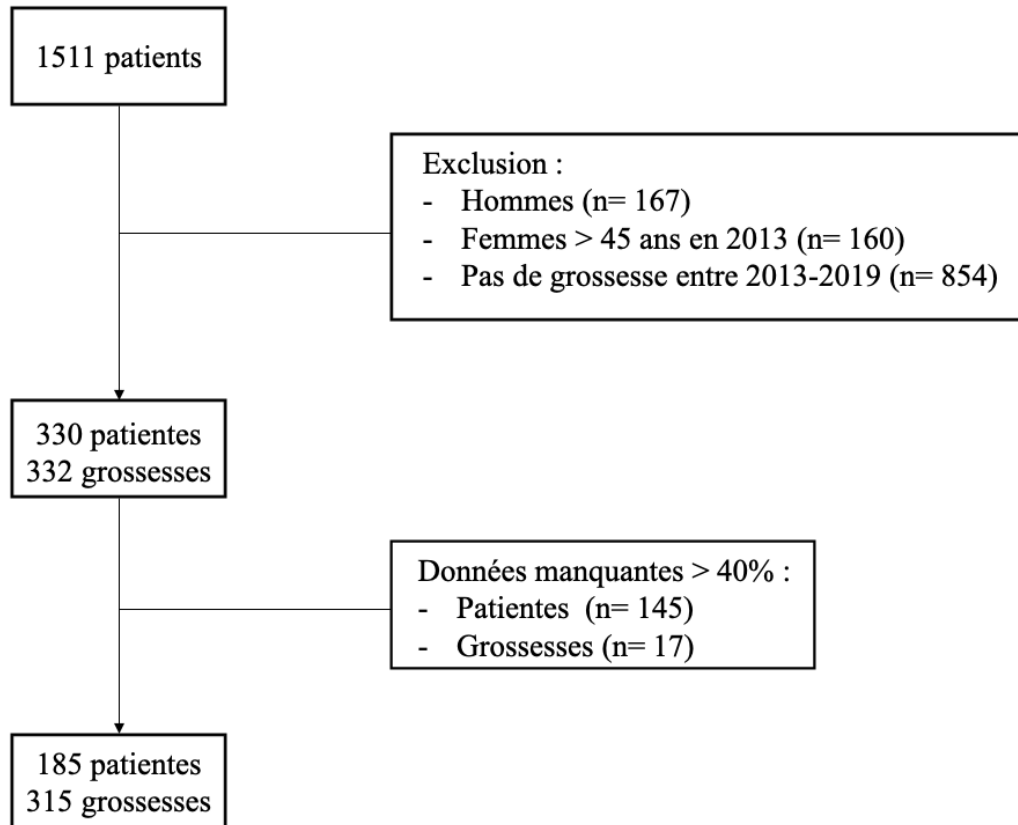 1511 patients
Exclusion :
- Hommes (n= 167)
- Femmes > 45 ans en 2013 (n= 160)
- Pas de grossesse entre 2013-2019 (n= 854)
330 patientes
332 grossesses
Données manquantes > 40% :
- Patientes (n= 145)
- Grossesses (n= 17)
185 patientes
315 grossesses